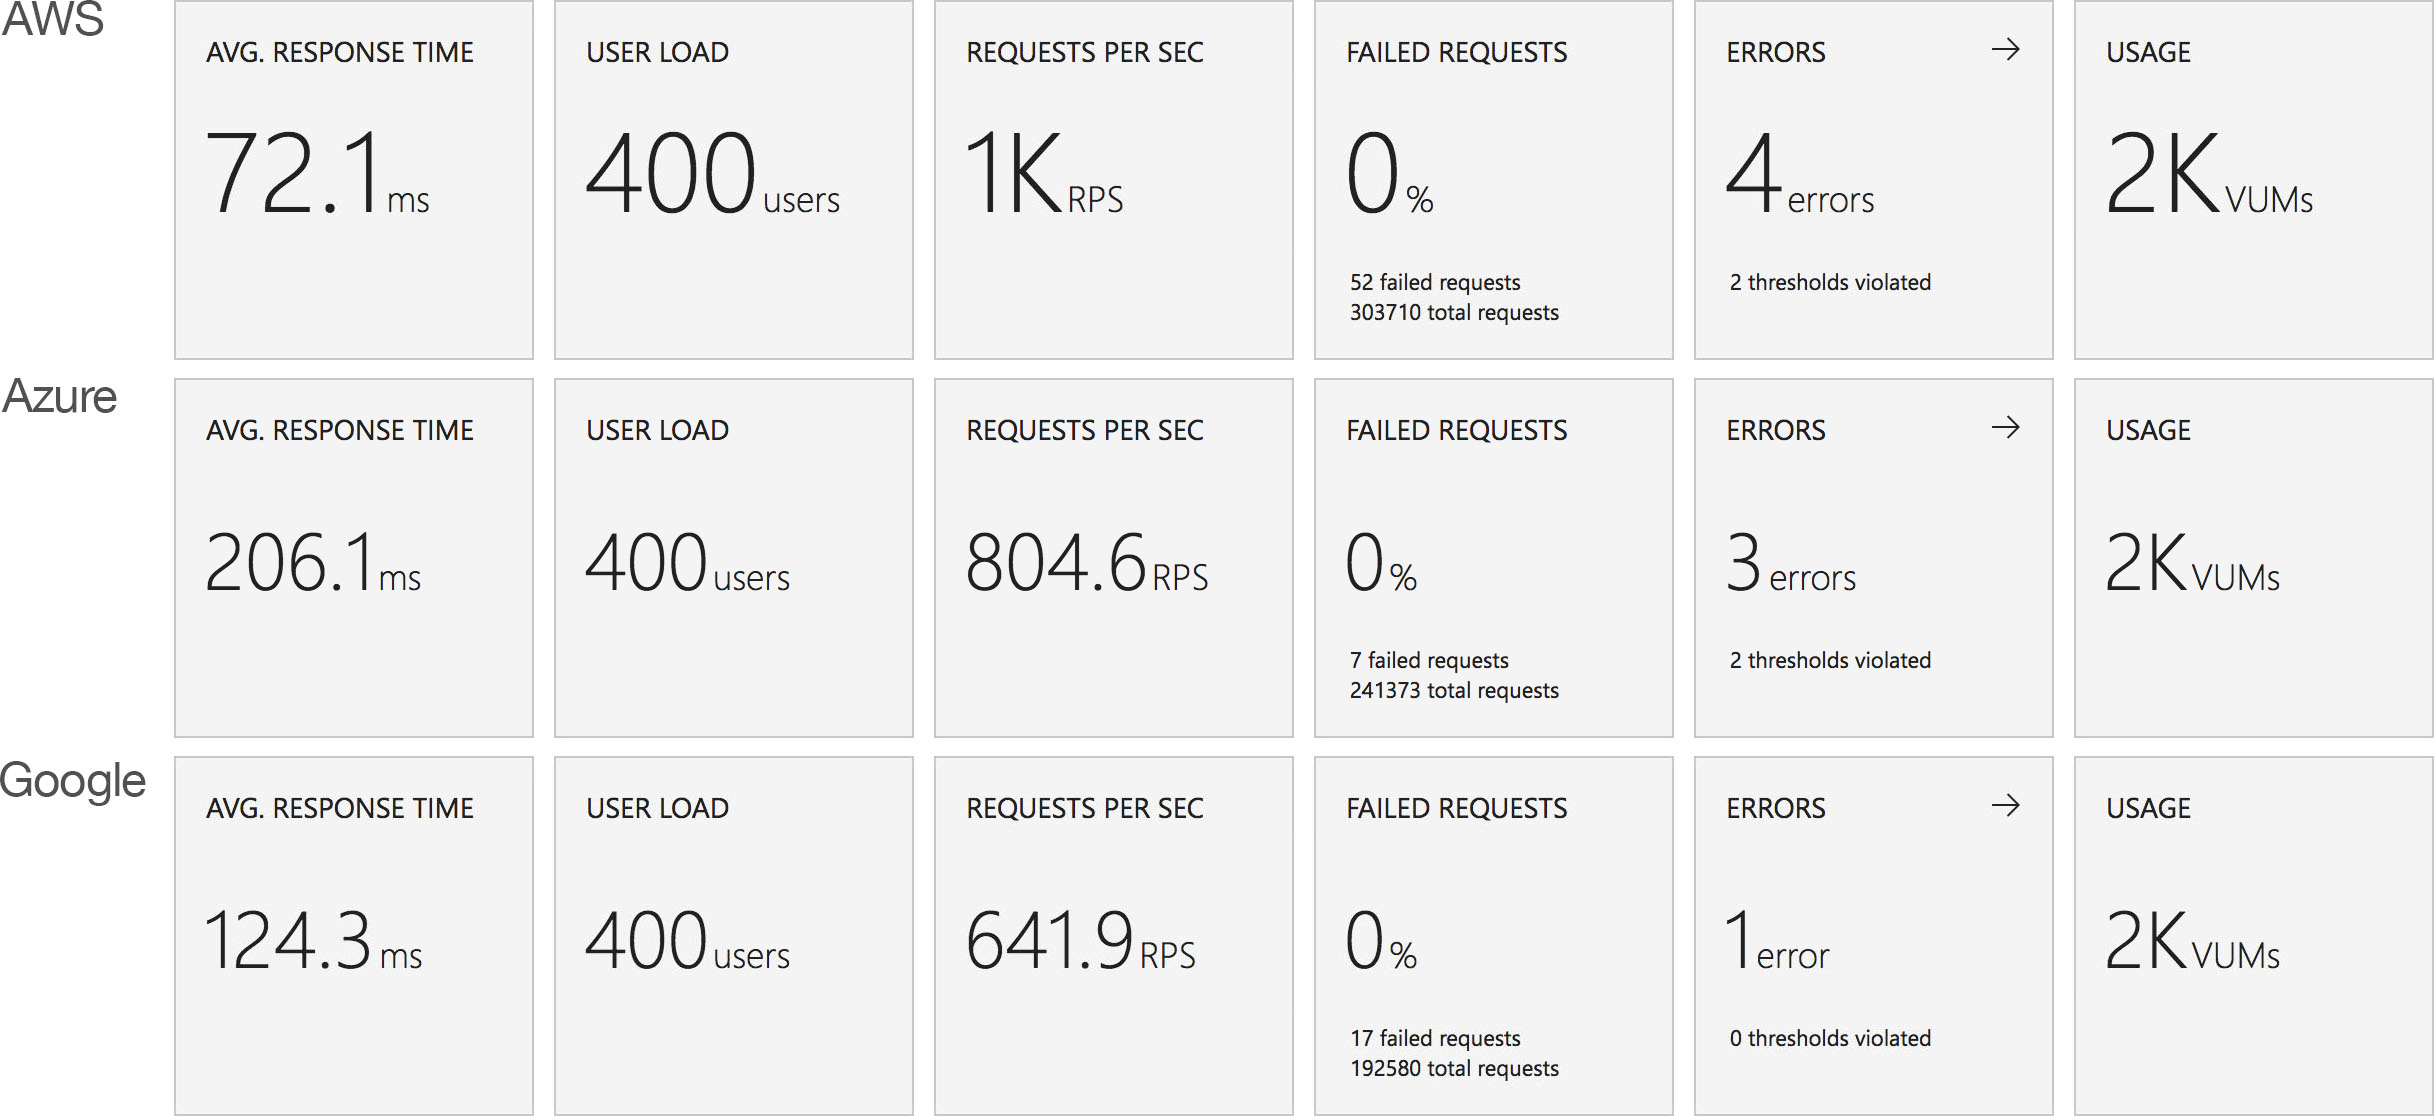 AWS
AVG. RESPONSE TIME
72.1 ms
USER LOAD
400 users
REQUESTS PER SEC
1K RPS
FAILED REQUESTS
0 %
52 failed requests
303710 total requests
ERRORS →
4 errors
2 thresholds violated
USAGE
2K VUMs
Azure
AVG. RESPONSE TIME
206.1 ms
USER LOAD
400 users
REQUESTS PER SEC
804.6 RPS
FAILED REQUESTS
0 %
7 failed requests
241373 total requests
ERRORS →
3 errors
2 thresholds violated
USAGE
2K VUMs
Google
AVG. RESPONSE TIME
124.3 ms
USER LOAD
400 users
REQUESTS PER SEC
641.9 RPS
FAILED REQUESTS
0 %
17 failed requests
192580 total requests
ERRORS →
1 error
0 thresholds violated
USAGE
2K VUMs